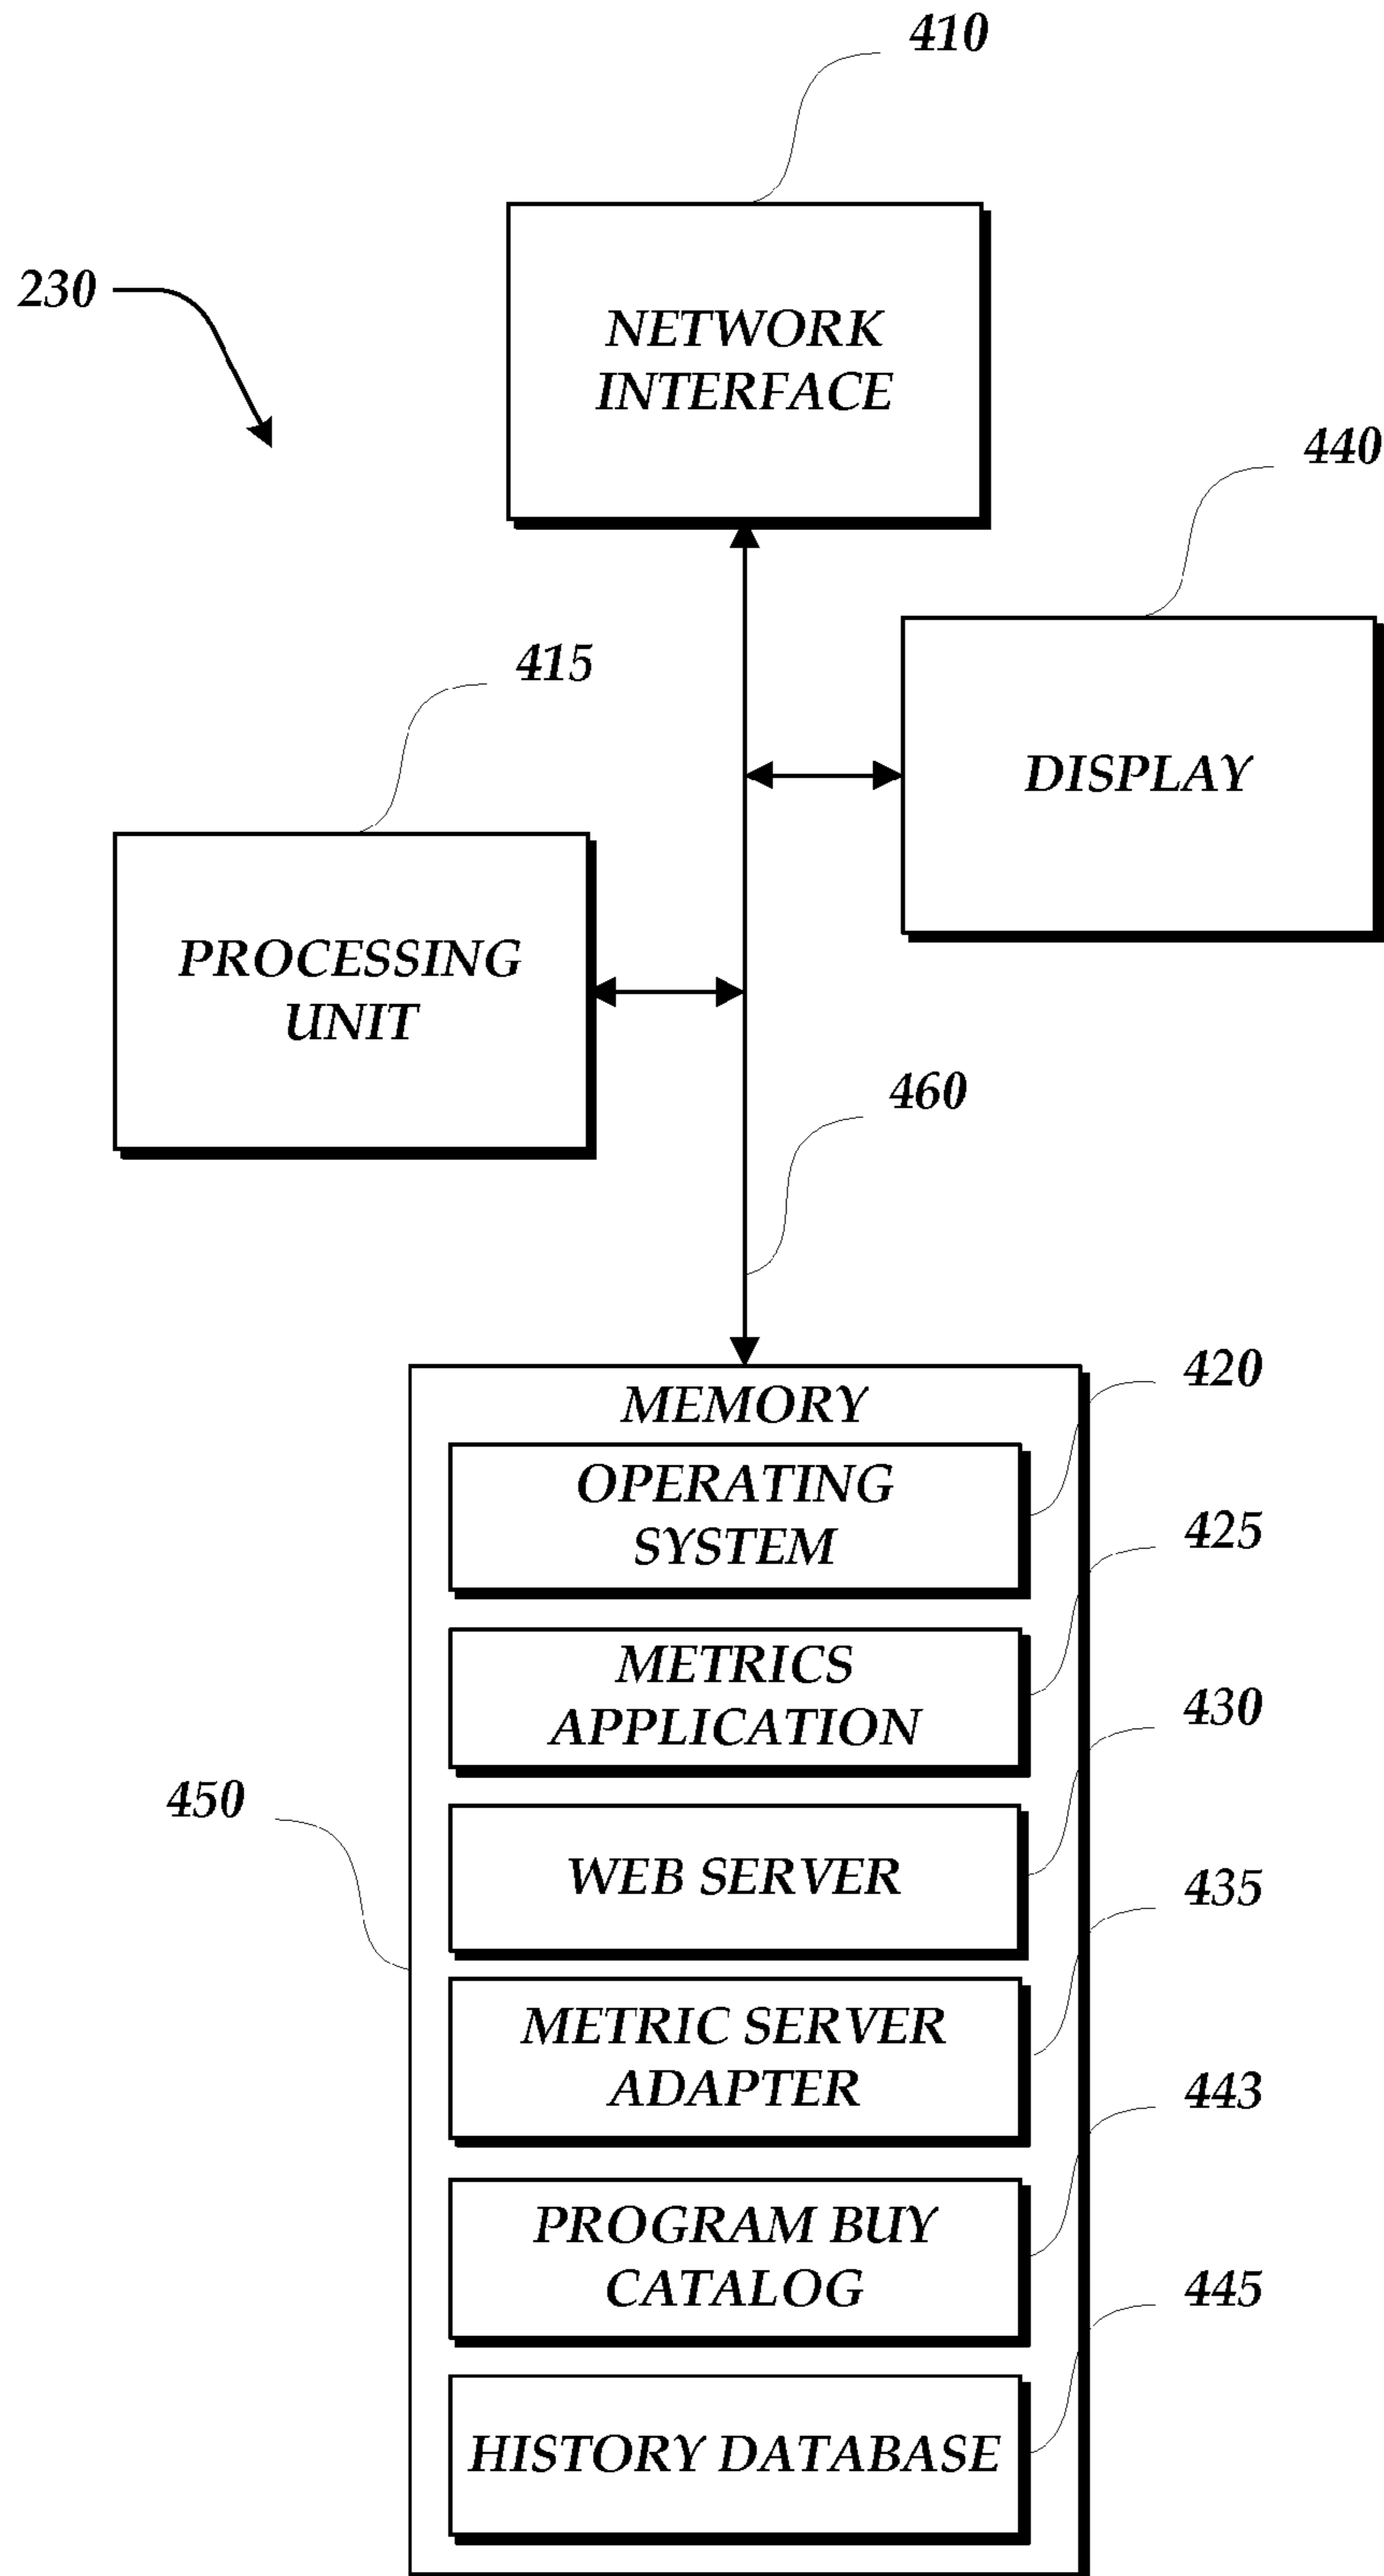 410
230
NETWORK
INTERFACE
440
415
DISPLAY
PROCESSING
UNIT
460
MEMORY
420
OPERATING
SYSTEM
425
METRICS
APPLICATION
430
450
WEB SERVER
435
METRIC SERVER
ADAPTER
443
PROGRAM BUY
CATALOG
445
HISTORY DATABASE